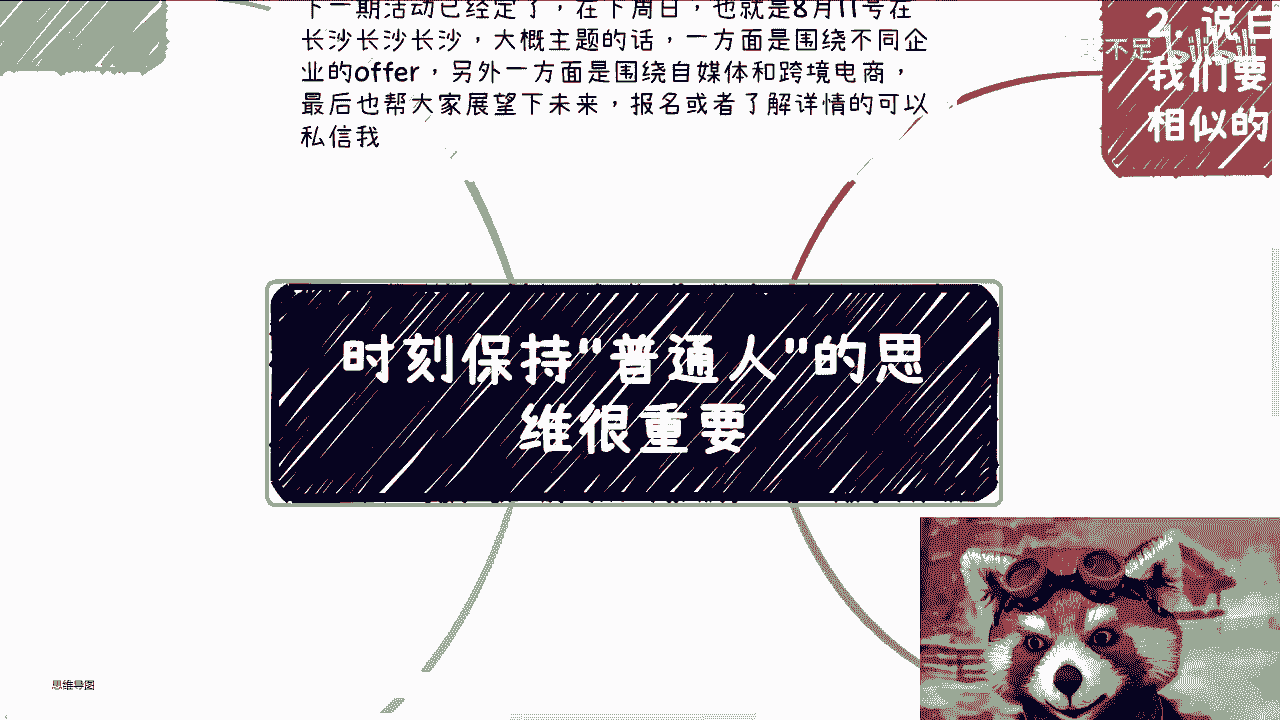 下一期活动已经定了，在下周日，也就是8月11号在
长沙长沙长沙，大概主题的话，一方面是围绕不同企
业的offer，另外一方面是围绕自媒体和跨境电商，
最后也帮大家展望下未来，报名或者了解详情的可以
私信我
2. 说白
我们要
相似的
不足
bilibili
时刻保持“普通人”的思
维很重要
思维导图